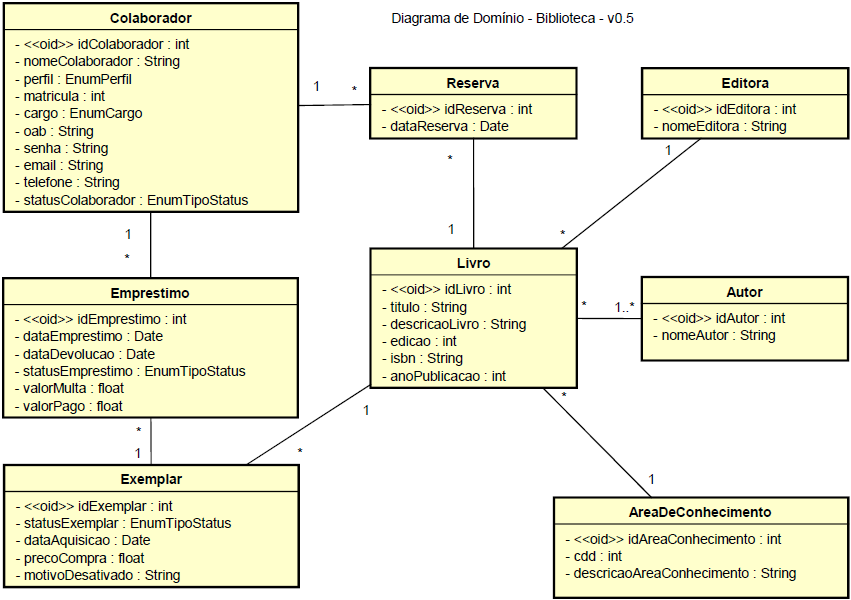 Diagrama de Domínio - Biblioteca - v0.5
Colaborador
- <<oid>> idColaborador : int
- nomeColaborador : String
- perfil : EnumPerfil
- matricula : int
- cargo : EnumCargo
- oab : String
- senha : String
- email : String
- telefone : String
- statusColaborador : EnumTipoStatus
1
*
Reserva
- <<oid>> idReserva : int
- dataReserva : Date
Editora
- <<oid>> idEditora : int
- nomeEditora : String
1
*
*
1
1
*
Emprestimo
- <<oid>> idEmprestimo : int
- dataEmprestimo : Date
- dataDevolucao : Date
- statusEmprestimo : EnumTipoStatus
- valorMulta : float
- valorPago : float
Livro
- <<oid>> idLivro : int
- titulo : String
- descricaoLivro : String
- edicao : int
- isbn : String
- anoPublicacao : int
*
1..*
Autor
- <<oid>> idAutor : int
- nomeAutor : String
*
1
1
*
*
1
Exemplar
- <<oid>> idExemplar : int
- statusExemplar : EnumTipoStatus
- dataAquisicao : Date
- precoCompra : float
- motivoDesativado : String
AreaDeConhecimento
- <<oid>> idAreaConhecimento : int
- cdd : int
- descricaoAreaConhecimento : String